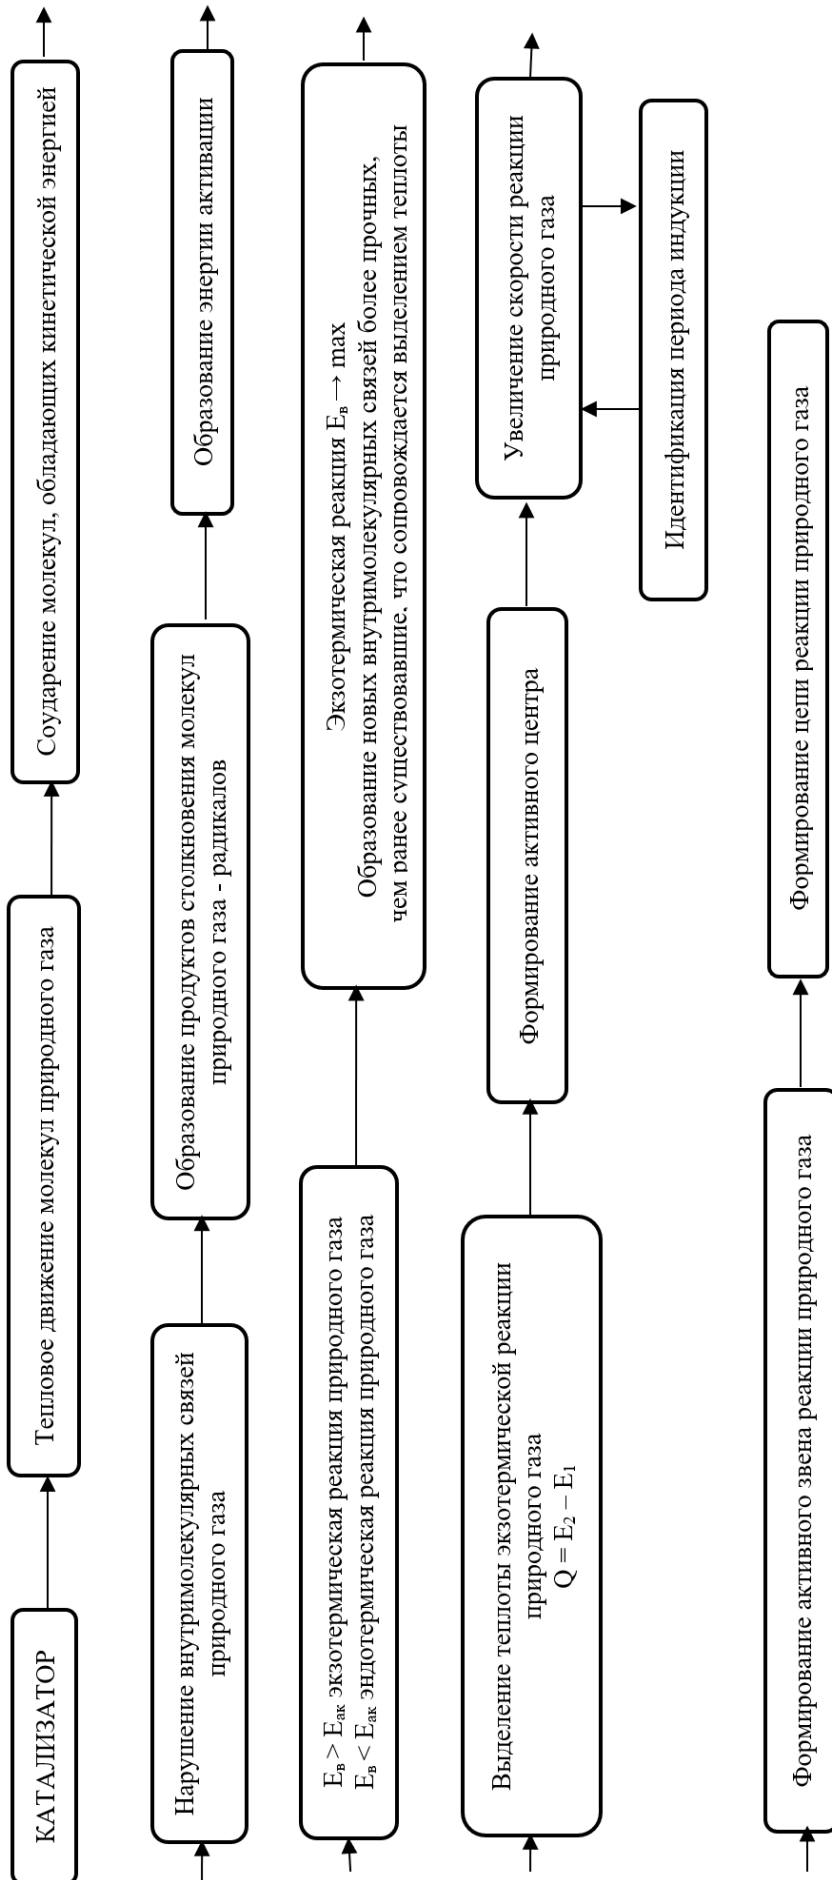 КАТАЛИЗАТОР
Тепловое движение молекул природного газа
Соударение молекул, обладающих кинетической энергией
Нарушение внутримолекулярных связей
природного газа
Образование продуктов столкновения молекул
природного газа - радикалов
Образование энергии активации
Eв > Eак экзотермическая реакция природного газа
Eв < Eак эндотермическая реакция природного газа
Экзотермическая реакция Eв → max
Образование новых внутримолекулярных связей более прочных,
чем ранее существовавшие, что сопровождается выделением теплоты
Выделение теплоты экзотермической реакции
природного газа
Q = E₂ – E₁
Формирование активного центра
Увеличение скорости реакции
природного газа
Идентификация периода индукции
Формирование активного звена реакции природного газа
Формирование цепи реакции природного газа